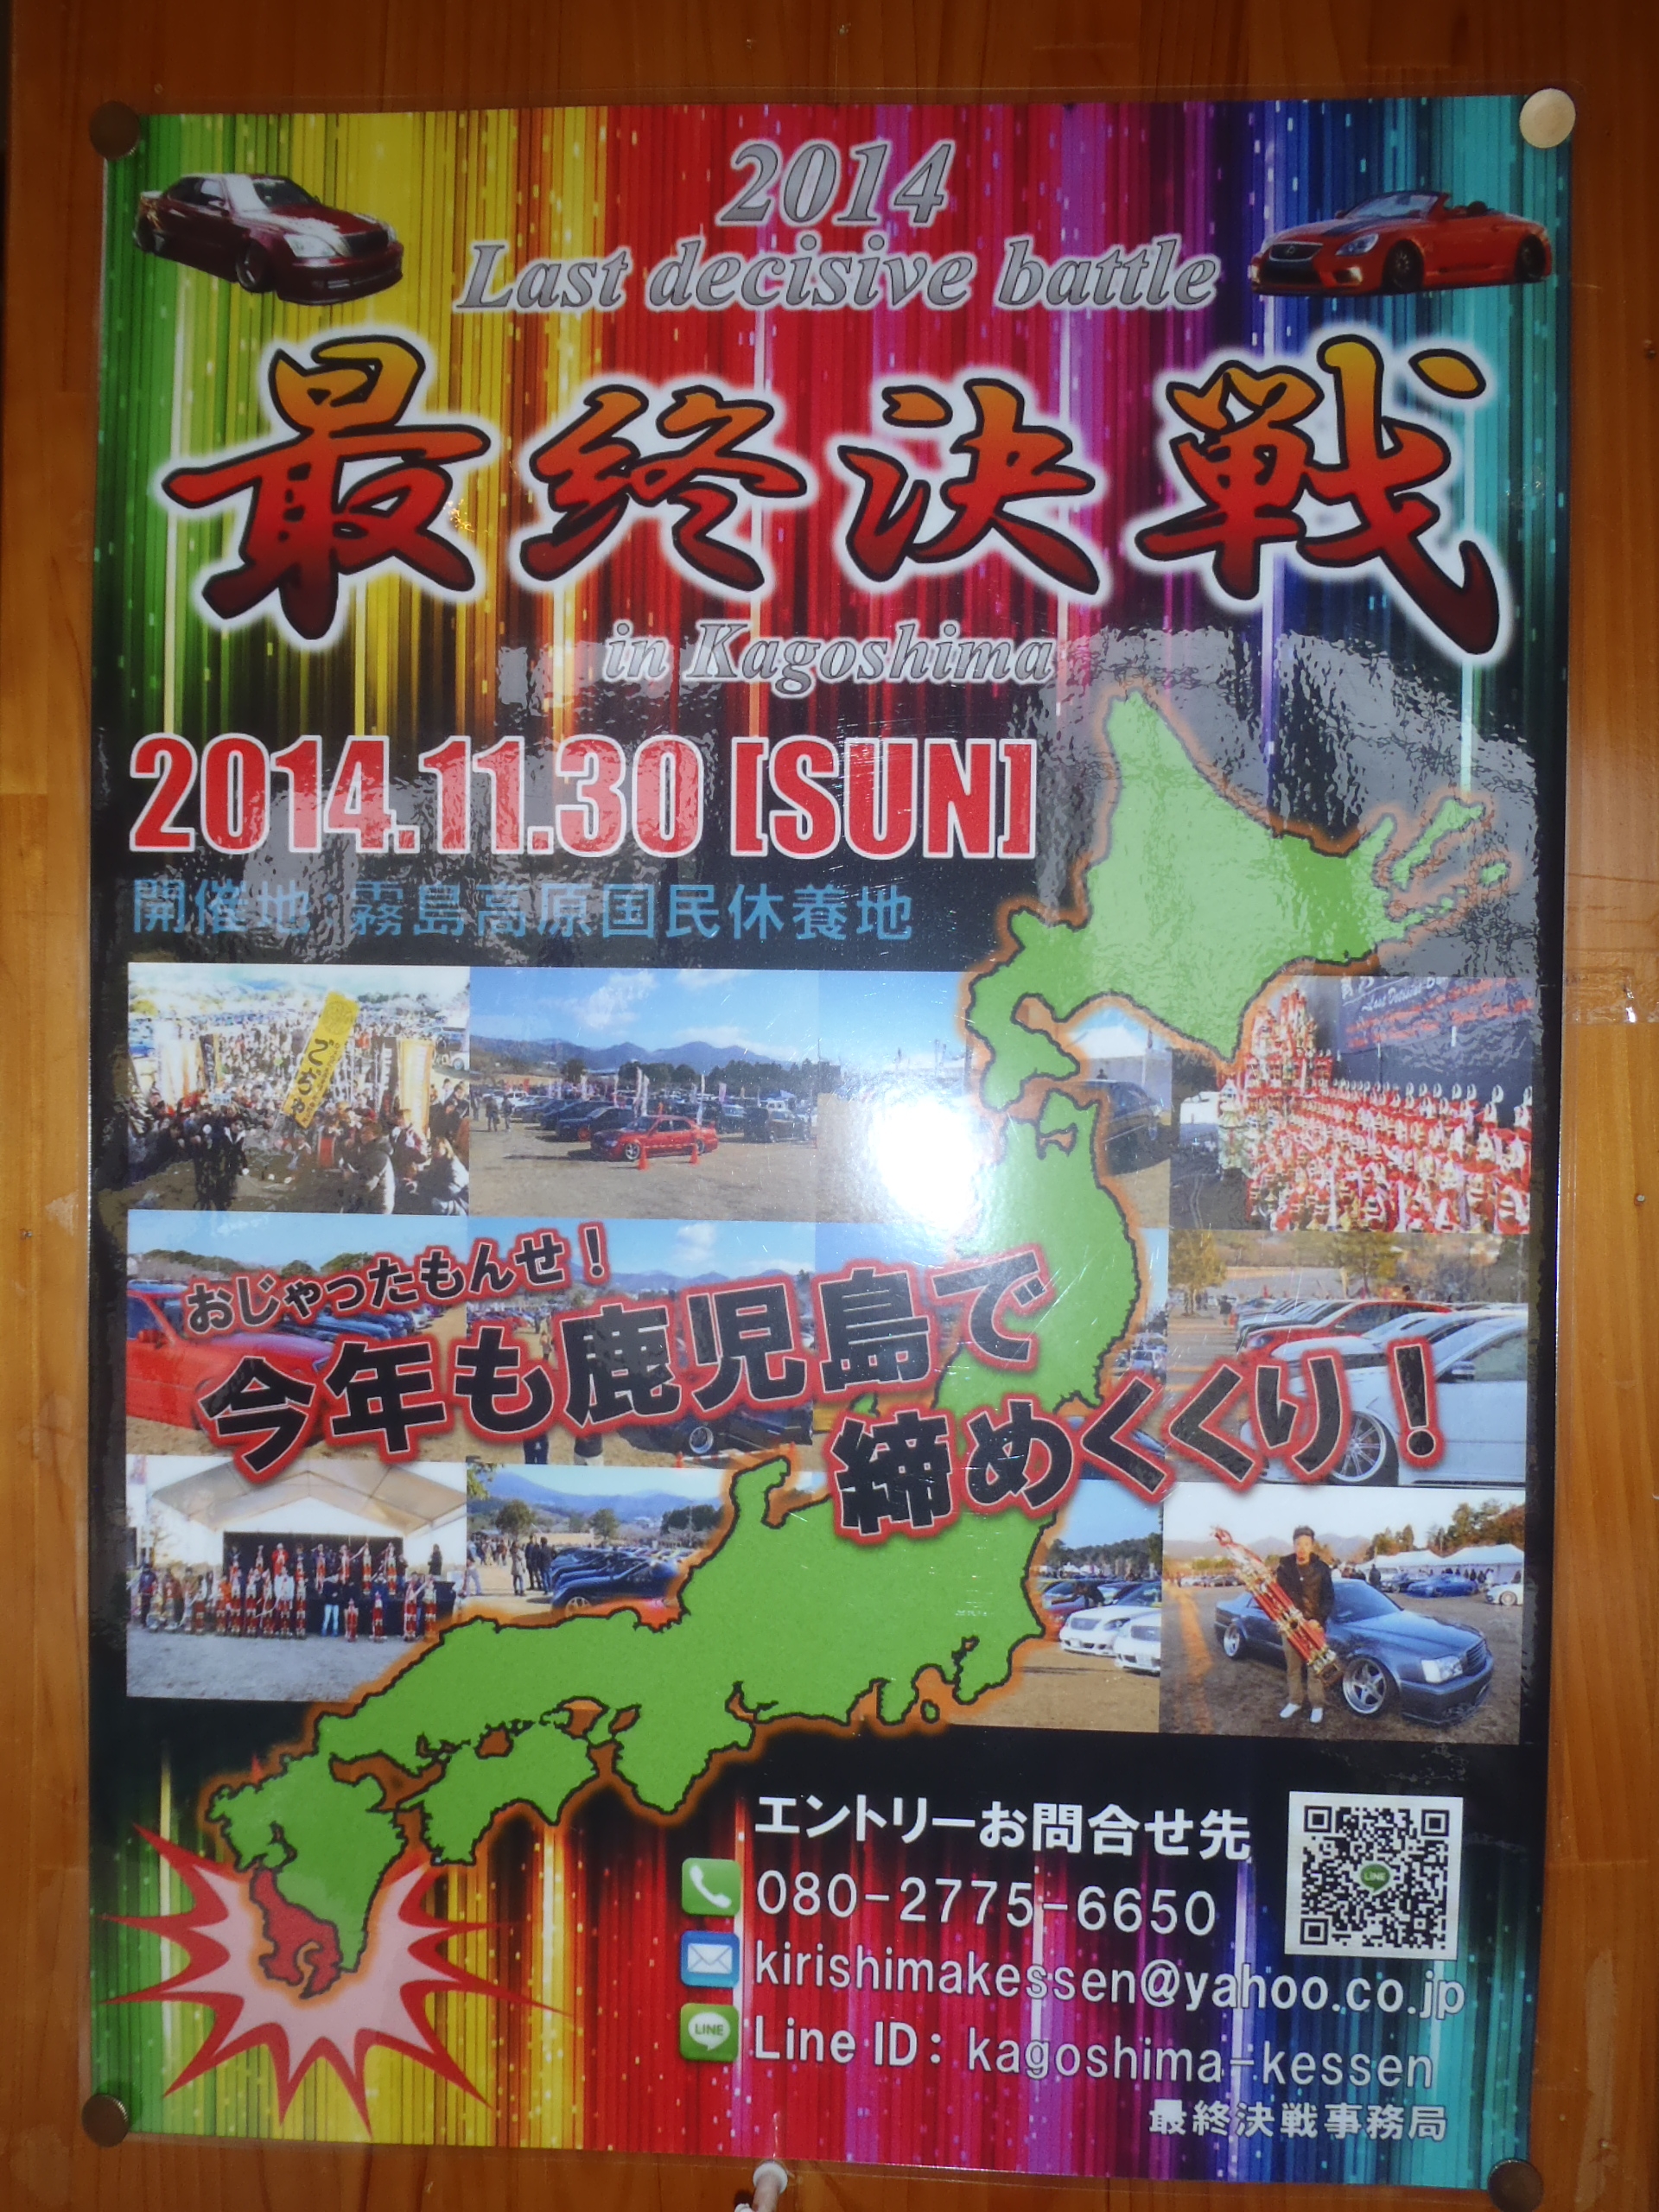 2014
Last decisive battle
最終決戦
in Kagoshima
2014.11.30 [SUN]
開催地:霧島高原国民休養地
おじゃったもんせ！
今年も鹿児島で
締めくくり！
エントリーお問合せ先
080-2775-6650
kirishimakessen@yahoo.co.jp
LINE
Line ID: kagoshima-kessen
最終決戦事務局